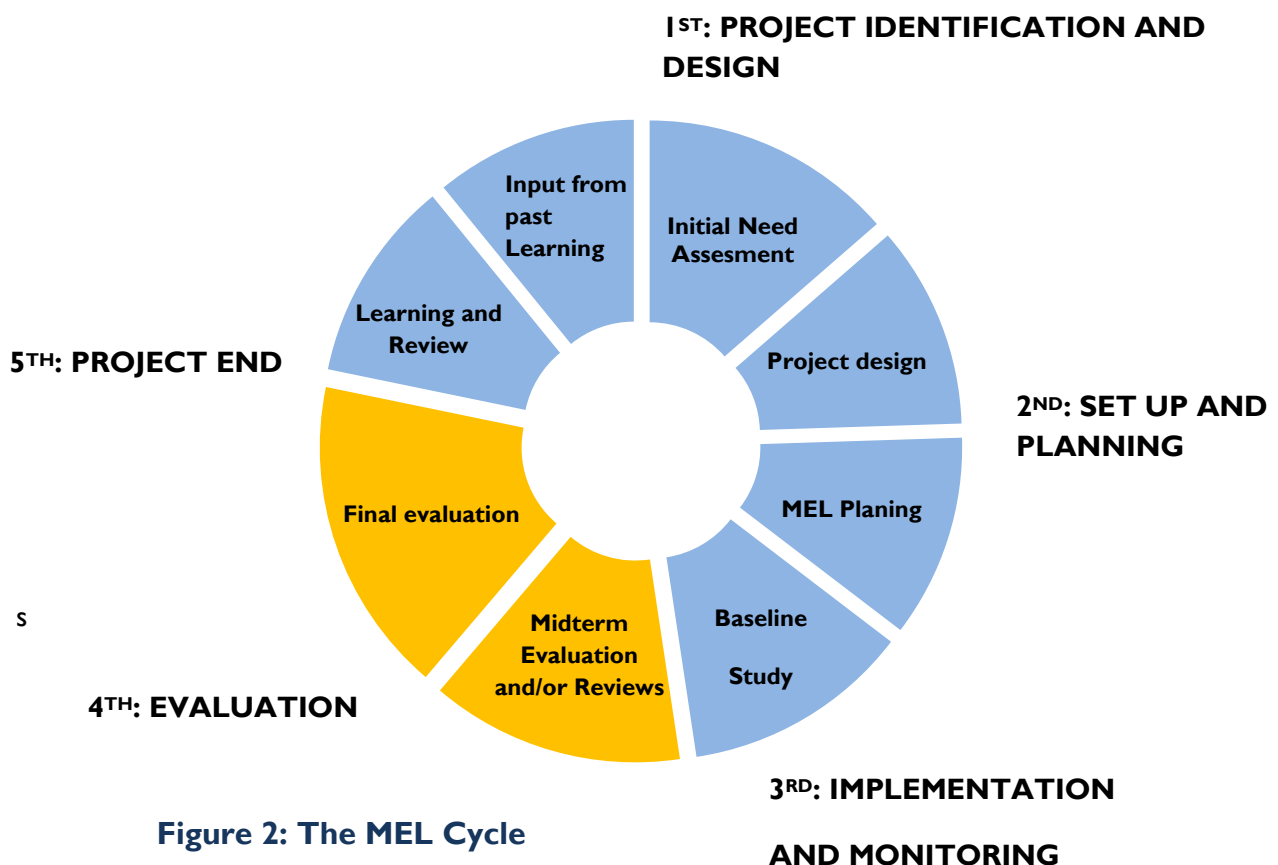 1ST: PROJECT IDENTIFICATION AND
DESIGN
Input from
past
Learning
Initial Need
Assesment
Learning and
Review
5TH: PROJECT END
Project design
2ND: SET UP AND
PLANNING
Final evaluation
MEL Planing
s
Midterm
Evaluation
and/or Reviews
Baseline
Study
4TH: EVALUATION
3RD: IMPLEMENTATION
AND MONITORING
Figure 2: The MEL Cycle